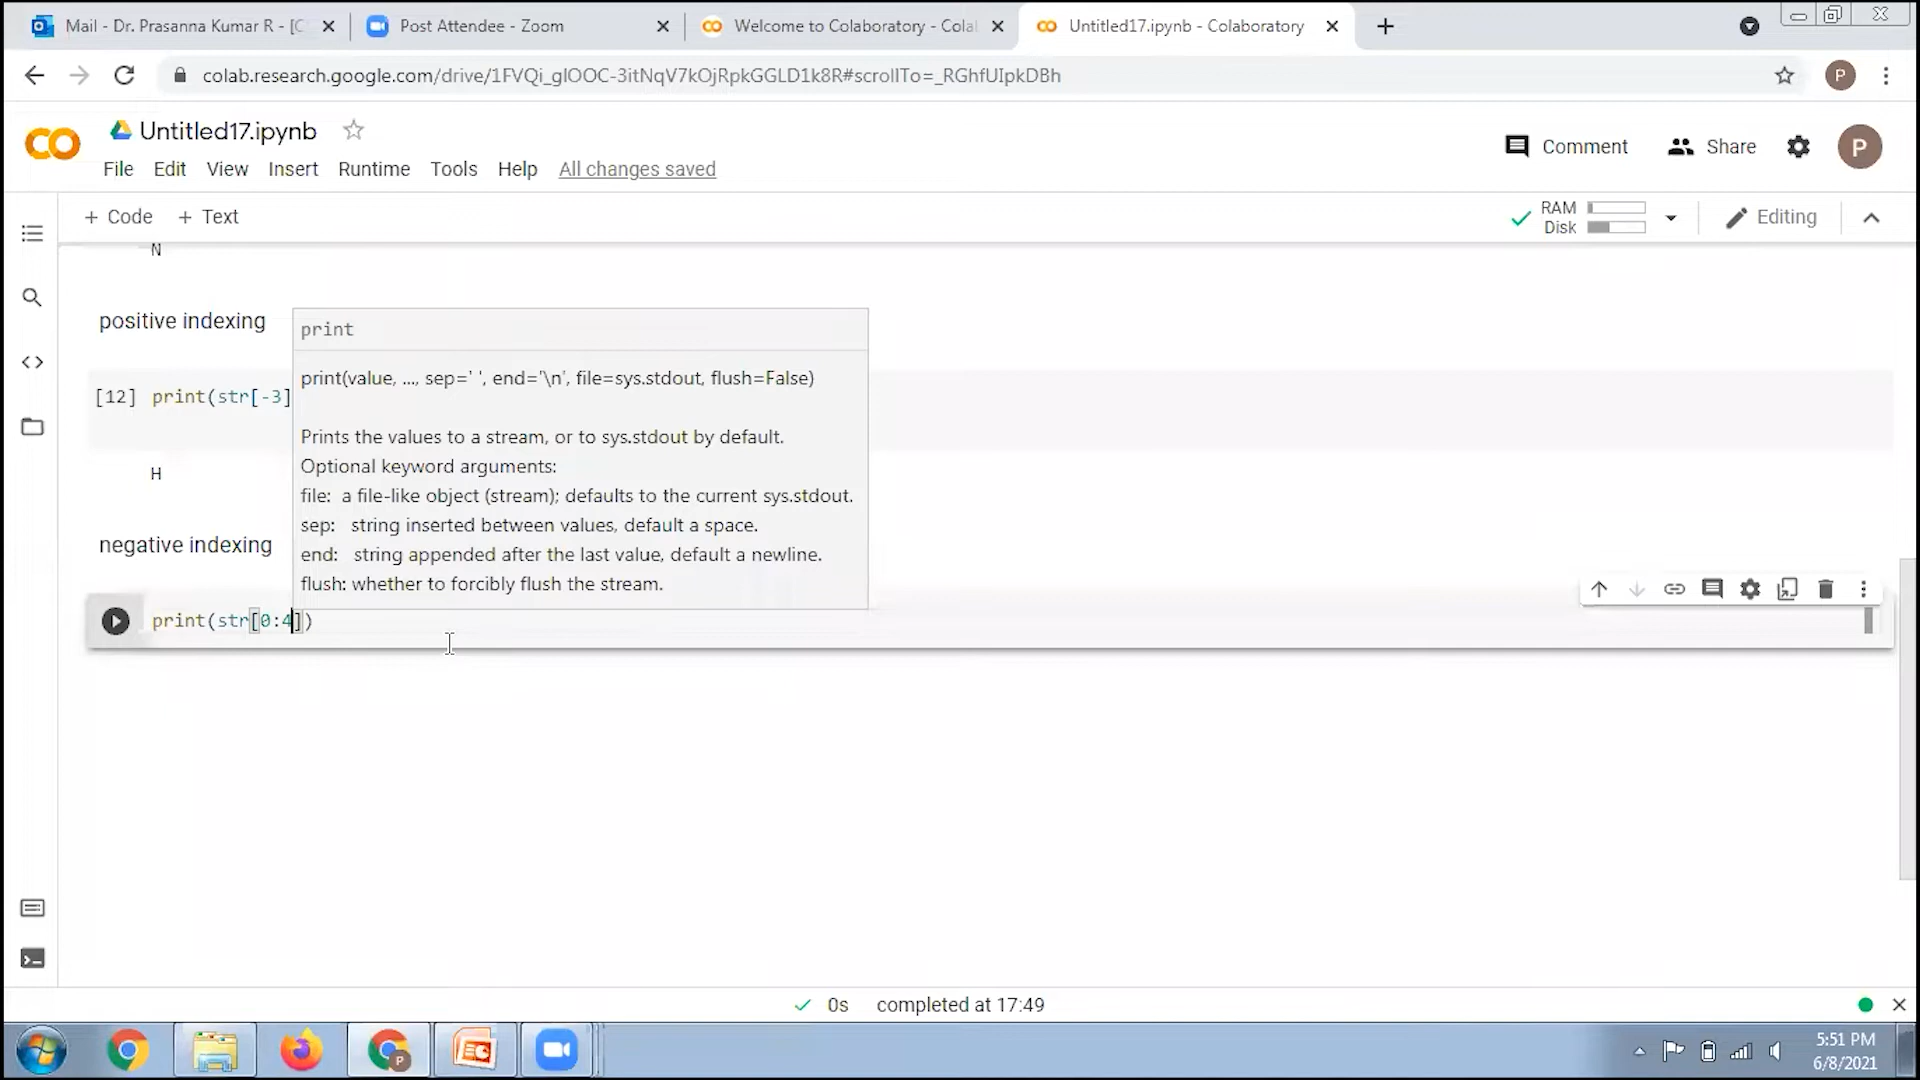 Mail - Dr. Prasanna Kumar R - [C
Post Attendee - Zoom
Welcome to Colaboratory - Cola
Untitled17.ipynb - Colaboratory
colab.research.google.com/drive/1FVQi_glOOC-3itNqV7kOjRpkGGLD1k8R#scrollTo=_RGhfUIpkDBh
P
Untitled17.ipynb
Comment
Share
P
File Edit View Insert Runtime Tools Help All changes saved
+ Code + Text
RAM
Disk
Editing
N
positive indexing
print
print(value, ..., sep=' ', end='\n', file=sys.stdout, flush=False)
[12] print(str[-3]
Prints the values to a stream, or to sys.stdout by default.
Optional keyword arguments:
H
file: a file-like object (stream); defaults to the current sys.stdout.
sep: string inserted between values, default a space.
negative indexing
end: string appended after the last value, default a newline.
flush: whether to forcibly flush the stream.
print(str[0:4])
0s completed at 17:49
5:51 PM
6/8/2021